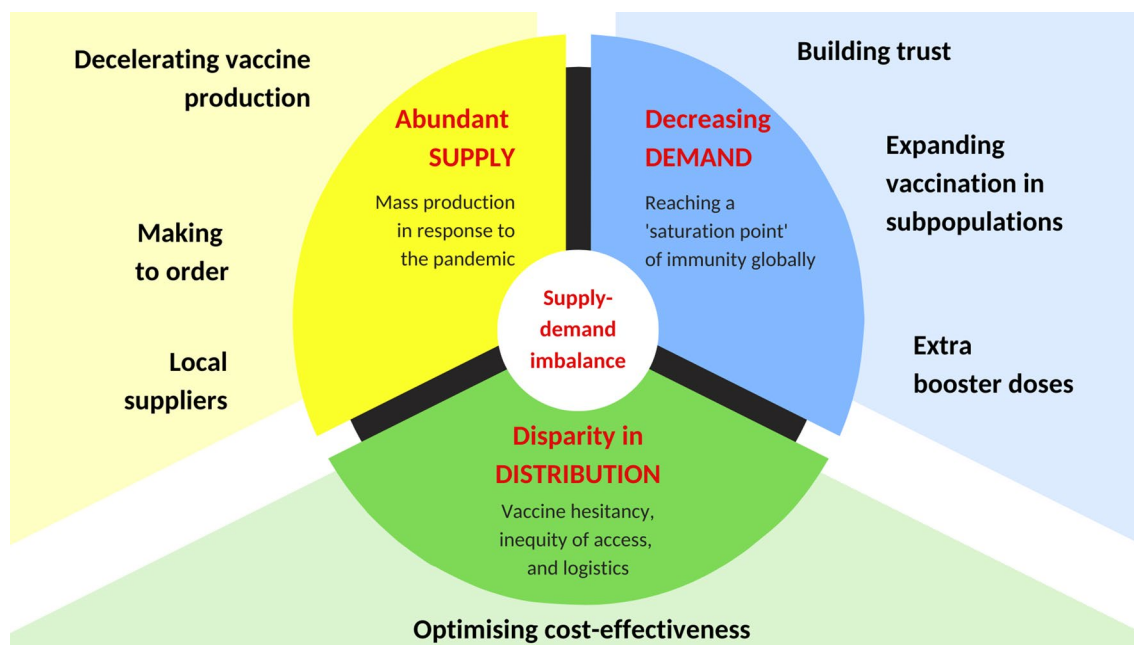 Decelerating vaccine
production
Making
to order
Local
suppliers
Abundant
SUPPLY
Mass production
in response to
the pandemic
Decreasing
DEMAND
Reaching a
'saturation point'
of immunity globally
Building trust
Expanding
vaccination in
subpopulations
Extra
booster doses
Supply-
demand
imbalance
Disparity in
DISTRIBUTION
Vaccine hesitancy,
inequity of access,
and logistics
Optimising cost-effectiveness